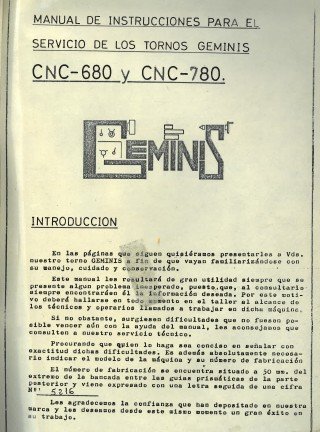 MANUAL DE INSTRUCCIONES PARA EL
SERVICIO DE LOS TORNOS GEMINIS
CNC-680 y CNC-780.
GEMINIS
INTRODUCCION
En las páginas que siguen quisiéramos presentarles a Vds.
nuestro torno GEMINIS a fin de que vayan familiarizándose con
su manejo, cuidado y conservación.
Este manual les resultará de gran utilidad siempre que se
presente algun problema inesperado, puesto que, al consultarlo
siempre encontrarán en él la información deseada. Por este moti-
vo deberá hallarse en todo momento en el taller al alcance de
los técnicos y operarios llamados a trabajar en dicha máquina.
Si no obstante, surgiesen dificultades que no fuesen po-
sible vencer aún con la ayuda del manual, les aconsejamos que
consulten a nuestro servicio técnico.
Procurando que quien lo haga sea conciso en señalar con
exactitud dichas dificultades. Es además absolutamente necesa-
rio indicar el modelo de la máquina y su número de fabricación
El número de fabricación se encuentra situado a 50 mm. del
extremo de la bancada entre las guias prismáticas de la parte
posterior y viene expresado con una letra seguida de una cifra
Nº: 5216
Les agradecemos la confianza que han depositado en nuestra
marca y les deseamos desde este mismo momento un gran éxito en
su trabajo.